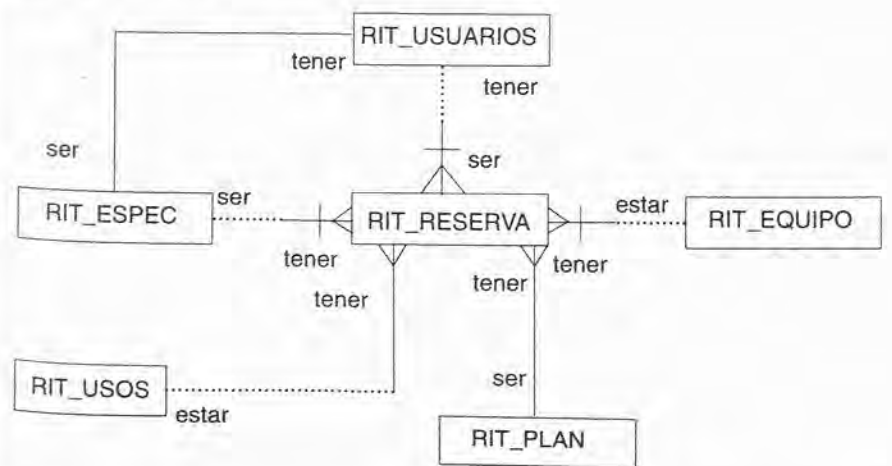 RIT_USUARIOS
tener
tener
ser
ser
ser
RIT_ESPEC
RIT_RESERVA
estar
RIT_EQUIPO
tener
tener
tener
tener
RIT_USOS
estar
ser
RIT_PLAN